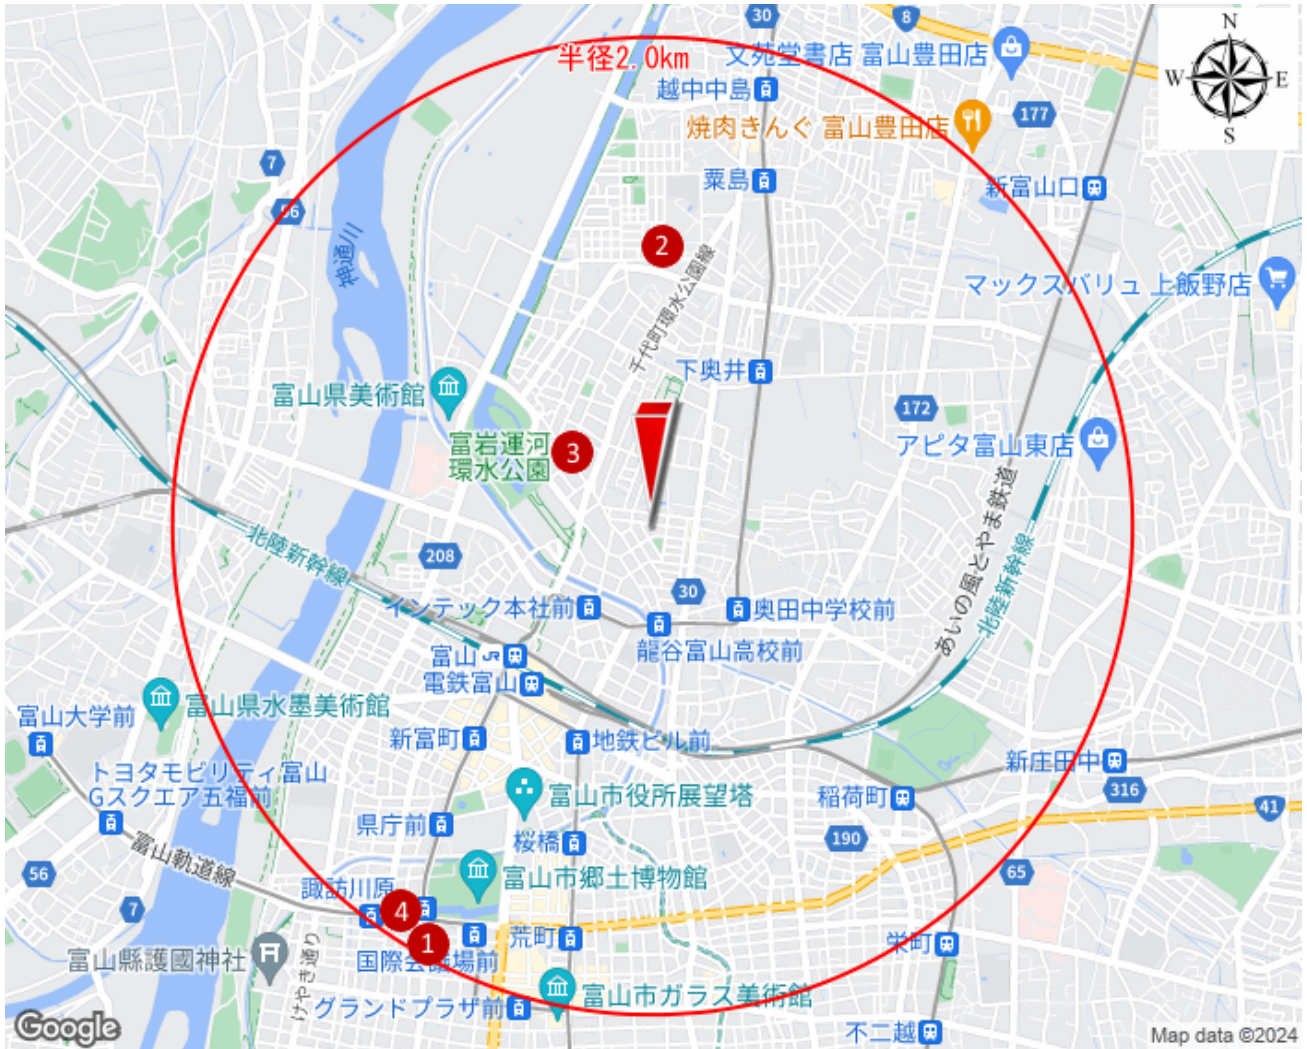 30
8
N
W
E
S
半径2.0km
文苑堂書店 富山豊田店
越中中島
177
焼肉きんぐ 富山豊田店
7
粟島
新富山口
56
2
神通川
千代町環水公園線
マックスバリュ 上飯野店
下奥井
富山県美術館
172
富岩運河
環水公園
3
アピタ富山東店
あいの風とやま鉄道
北陸新幹線
北陸新幹線
208
30
インテック本社前
奥田中学校前
龍谷富山高校前
富山
JR
電鉄富山
富山県水墨美術館
富山大学前
新富町
地鉄ビル前
新庄田中
トヨタモビリティ富山
Gスクエア五福前
富山市役所展望塔
稲荷町
316
41
県庁前
桜橋
190
富山軌道線
56
富山市郷土博物館
65
諏訪川原
7
4
1
荒町
栄町
富山縣護國神社
けやき通り
国際会議場前
グランドプラザ前
富山市ガラス美術館
不二越
Google
Map data ©2024